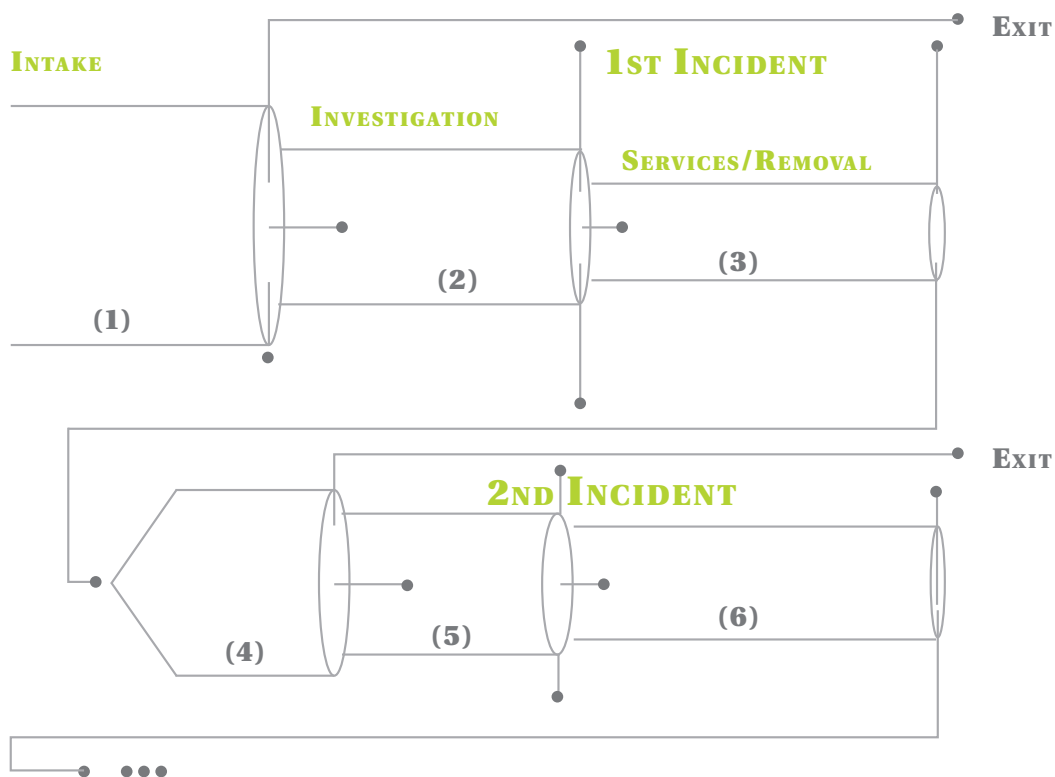 Exit
Intake
1st Incident
Investigation
Services/Removal
(1)
(2)
(3)
Exit
2nd Incident
(4)
(5)
(6)